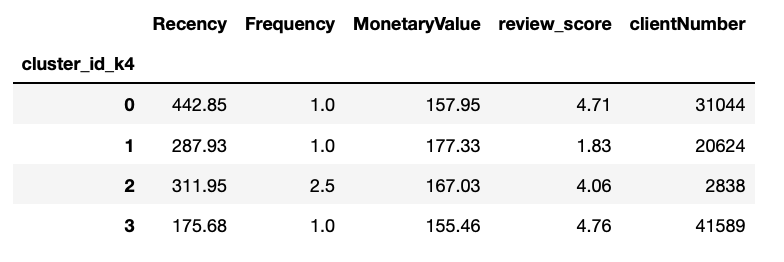 Recency Frequency MonetaryValue review_score clientNumber
cluster_id_k4
0 442.85 1.0 157.95 4.71 31044
1 287.93 1.0 177.33 1.83 20624
2 311.95 2.5 167.03 4.06 2838
3 175.68 1.0 155.46 4.76 41589